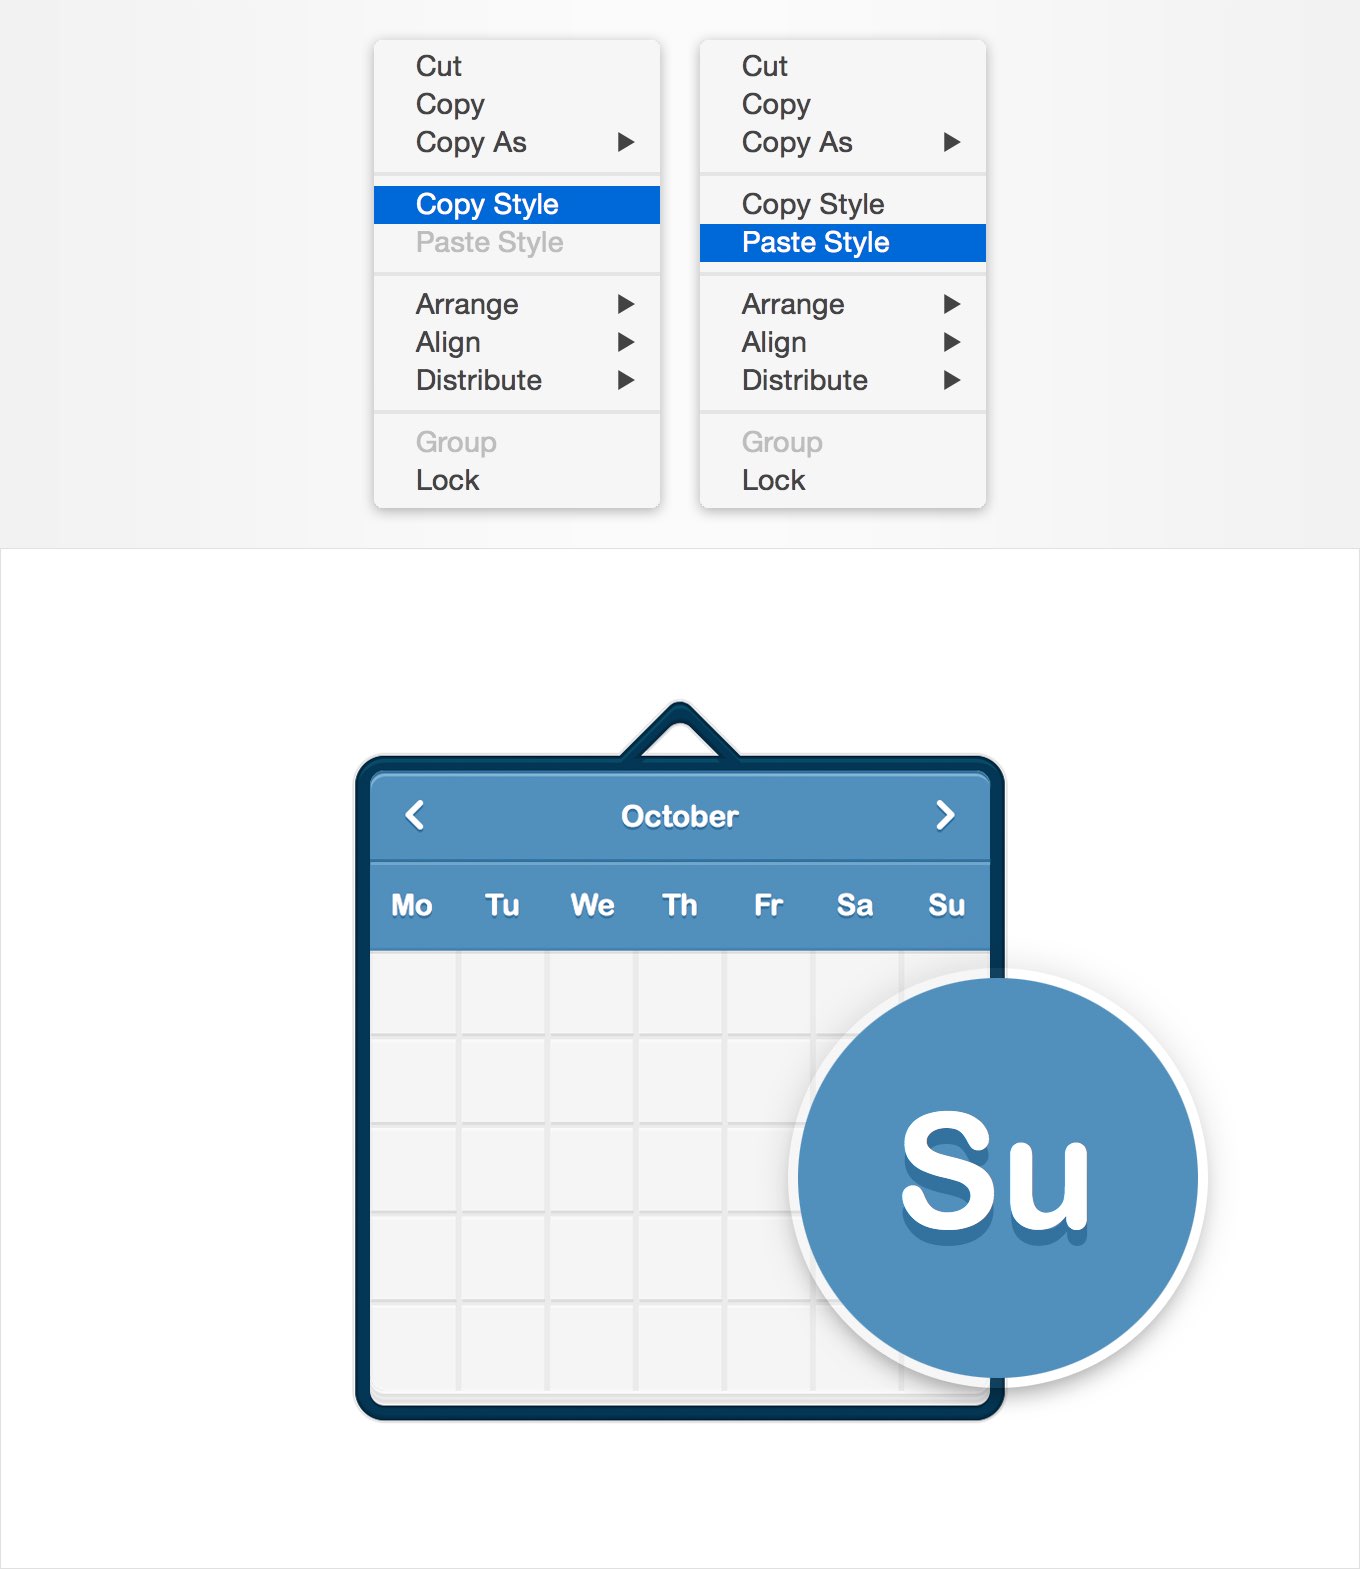 Cut
Copy
Copy As
Copy Style
Paste Style
Arrange
Align
Distribute
Group
Lock
Cut
Copy
Copy As
Copy Style
Paste Style
Arrange
Align
Distribute
Group
Lock
October
Mo Tu We Th Fr Sa Su
Su